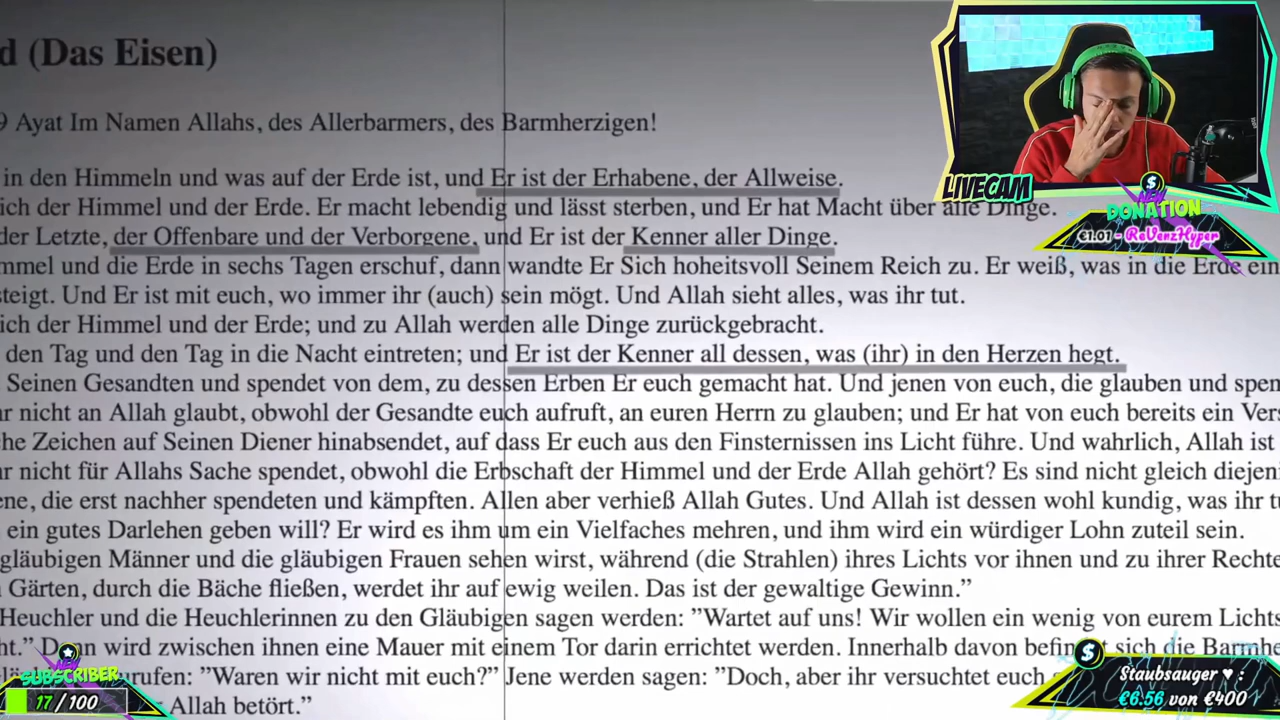 d (Das Eisen)
9 Ayat Im Namen Allahs, des Allerbarmers, des Barmherzigen!
in den Himmeln und was auf der Erde ist, und Er ist der Erhabene, der Allweise.
ich der Himmel und der Erde. Er macht lebendig und lässt sterben, und Er hat Macht über alle Dinge.
der Letzte, der Offenbare und der Verborgene, und Er ist der Kenner aller Dinge.
mmel und die Erde in sechs Tagen erschuf, dann wandte Er Sich hoheitsvoll Seinem Reich zu. Er weiß, was in die Erde ein
steigt. Und Er ist mit euch, wo immer ihr (auch) sein mögt. Und Allah sieht alles, was ihr tut.
ich der Himmel und der Erde; und zu Allah werden alle Dinge zurückgebracht.
den Tag und den Tag in die Nacht eintreten; und Er ist der Kenner all dessen, was (ihr) in den Herzen hegt.
Seinen Gesandten und spendet von dem, zu dessen Erben Er euch gemacht hat. Und jenen von euch, die glauben und spen
hr nicht an Allah glaubt, obwohl der Gesandte euch aufruft, an euren Herrn zu glauben; und Er hat von euch bereits ein Vers
che Zeichen auf Seinen Diener hinabsendet, auf dass Er euch aus den Finsternissen ins Licht führe. Und wahrlich, Allah ist
hr nicht für Allahs Sache spendet, obwohl die Erbschaft der Himmel und der Erde Allah gehört? Es sind nicht gleich diejeni
ene, die erst nachher spendeten und kämpften. Allen aber verhieß Allah Gutes. Und Allah ist dessen wohl kundig, was ihr tu
ein gutes Darlehen geben will? Er wird es ihm um ein Vielfaches mehren, und ihm wird ein würdiger Lohn zuteil sein.
gläubigen Männer und die gläubigen Frauen sehen wirst, während (die Strahlen) ihres Lichts vor ihnen und zu ihrer Rechte
Gärten, durch die Bäche fließen, werdet ihr auf ewig weilen. Das ist der gewaltige Gewinn.”
Heuchler und die Heuchlerinnen zu den Gläubigen sagen werden: ”Wartet auf uns! Wir wollen ein wenig von eurem Lichts
ht.” Dann wird zwischen ihnen eine Mauer mit einem Tor darin errichtet werden. Innerhalb davon befindet sich die Barmhe
rufen: ”Waren wir nicht mit euch?” Jene werden sagen: ”Doch, aber ihr versuchtet euch
Allah betört.”
LIVECAM
NEW
DONATION
€1.01 - ReVenzHyper
NEW
SUBSCRIBER
17 / 100
Staubsauger ♥ :
€6.56 von €400